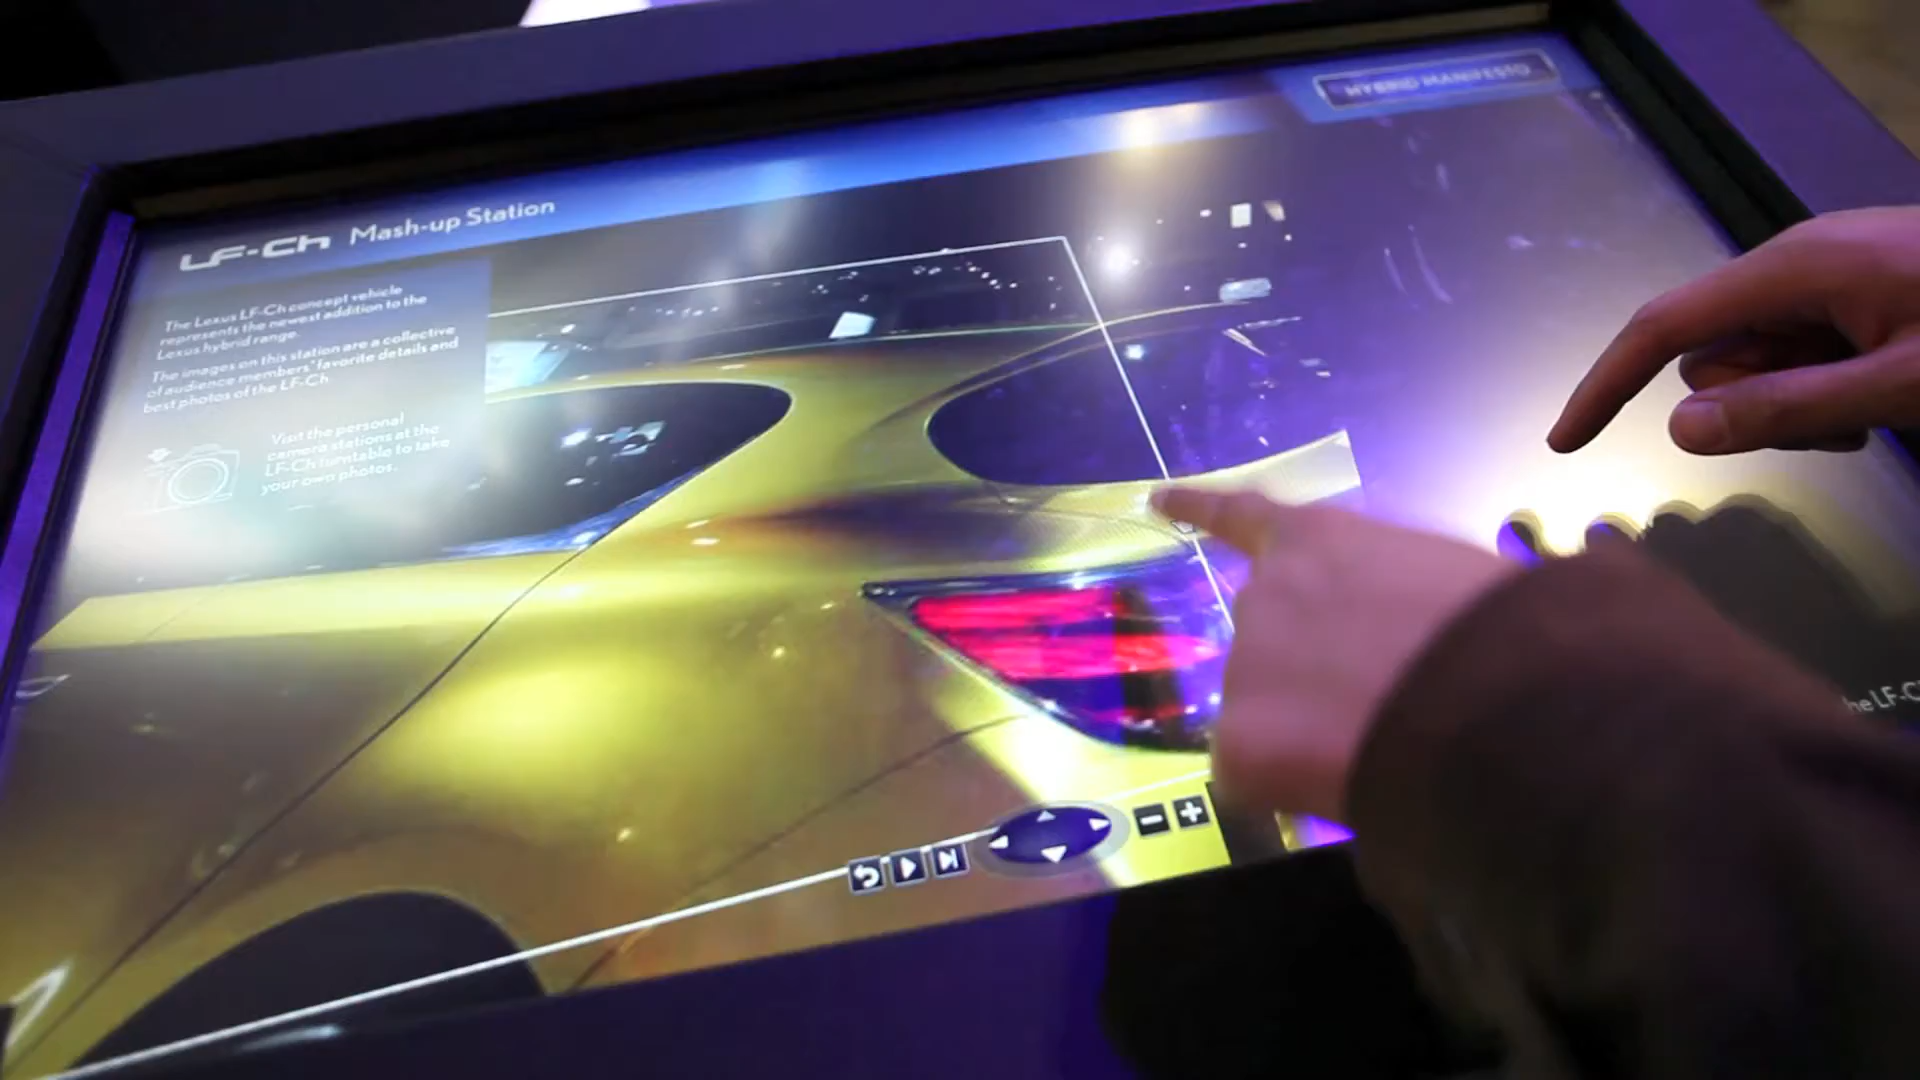 HYBRID MANIFESTO
LF-Ch Mash-up Station
The Lexus LF-Ch concept vehicle
represents the newest addition to the
Lexus hybrid range.
The images on this station are a collective
of audience members' favorite details and
best photos of the LF-Ch
Visit the personal
camera stations at the
LF-Ch turntable to take
your own photos.
he LF-C